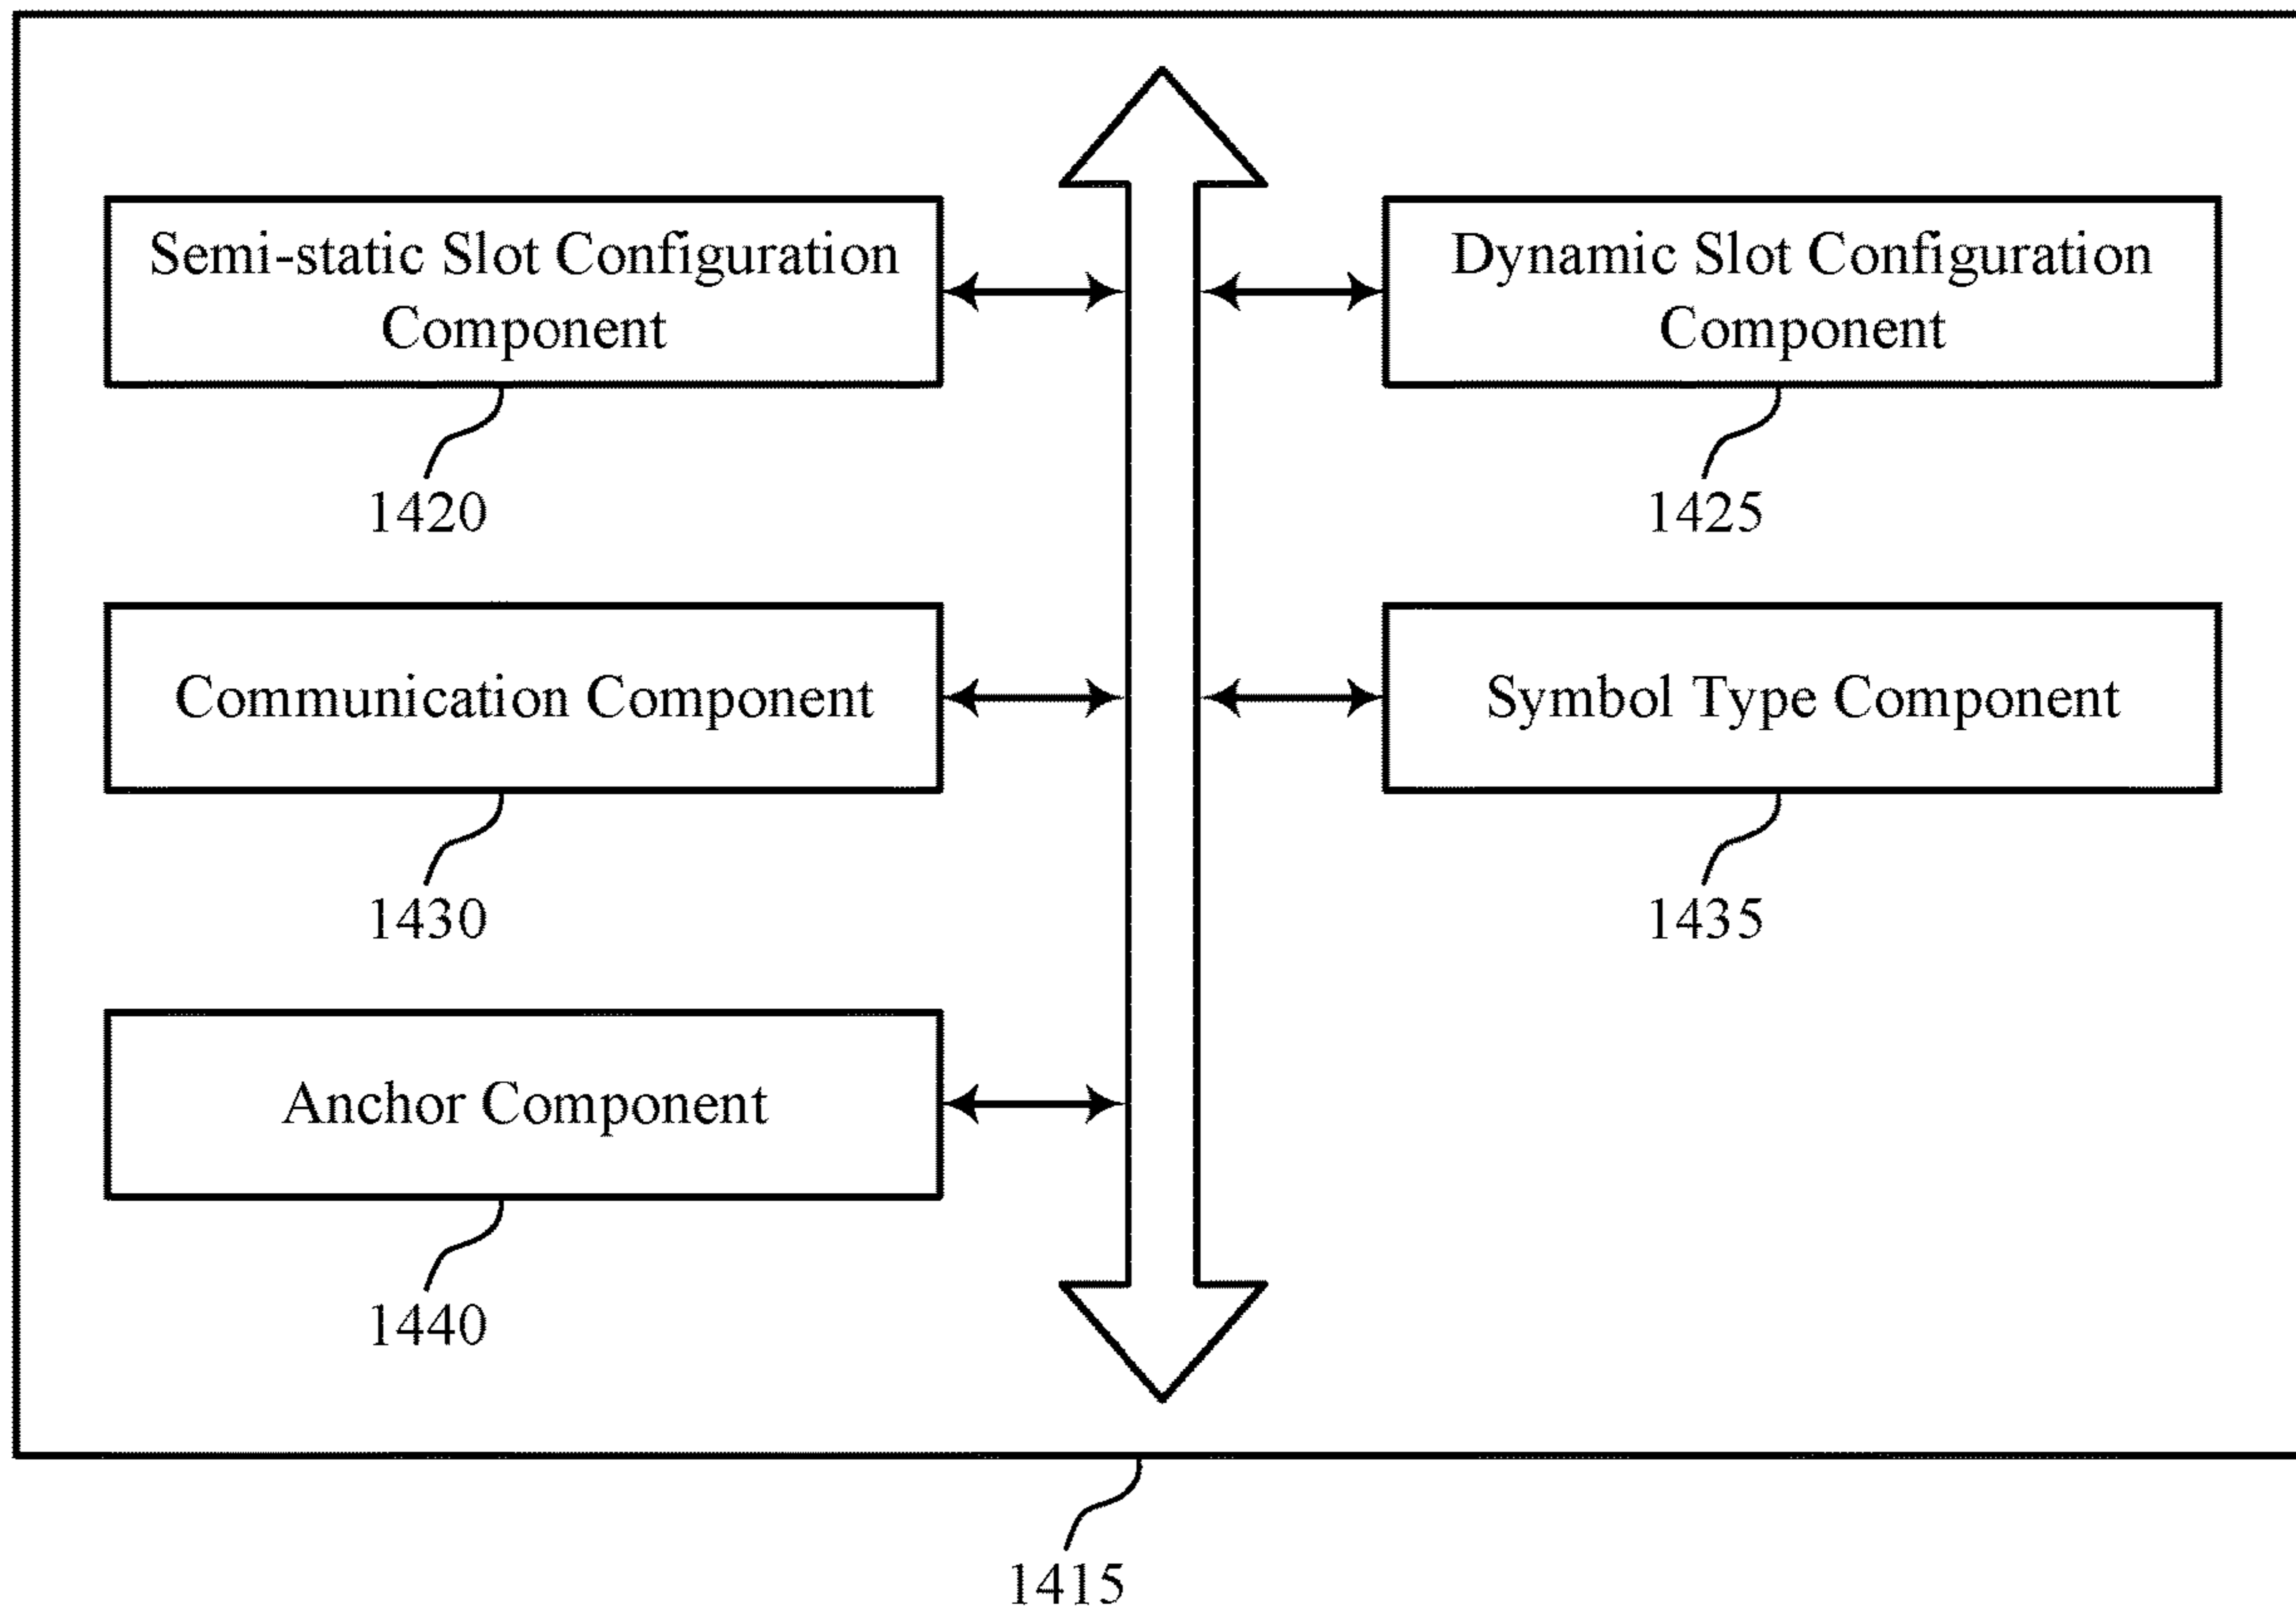 Semi-static Slot Configuration
Component
1420
Dynamic Slot Configuration
Component
1425
Communication Component
1430
Symbol Type Component
1435
Anchor Component
1440
1415